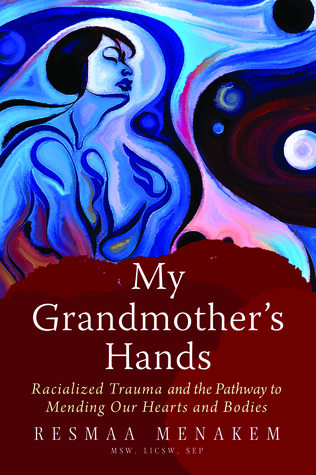 My
Grandmother's
Hands
Racialized Trauma and the Pathway to
Mending Our Hearts and Bodies
RESMAA MENAKEM
MSW, LICSW, SEP